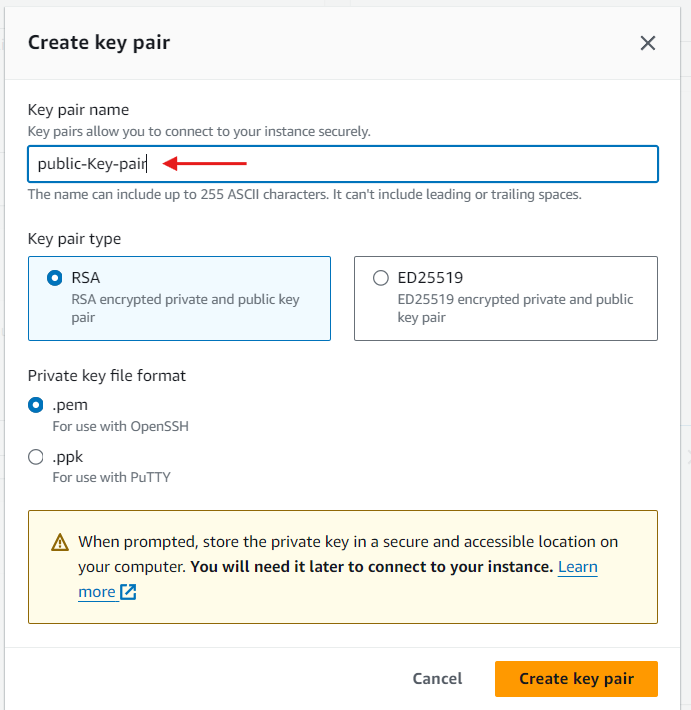 Create key pair
Key pair name
Key pairs allow you to connect to your instance securely.
public-Key-pair
The name can include up to 255 ASCII characters. It can't include leading or trailing spaces.
Key pair type
RSA
RSA encrypted private and public key
pair
ED25519
ED25519 encrypted private and public
key pair
Private key file format
.pem
For use with OpenSSH
.ppk
For use with PuTTY
When prompted, store the private key in a secure and accessible location on
your computer. You will need it later to connect to your instance. Learn
more
Cancel
Create key pair